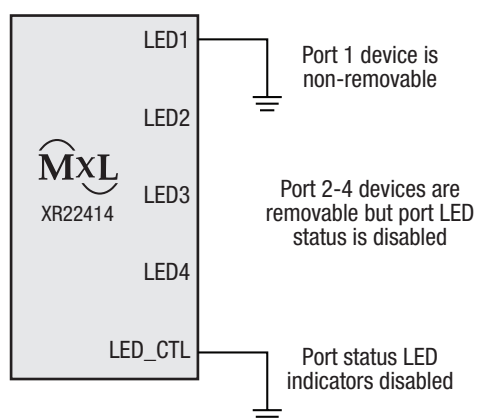 LED1
Port 1 device is
non-removable
LED2
MxL
XR22414
LED3
Port 2-4 devices are
removable but port LED
status is disabled
LED4
LED_CTL
Port status LED
indicators disabled